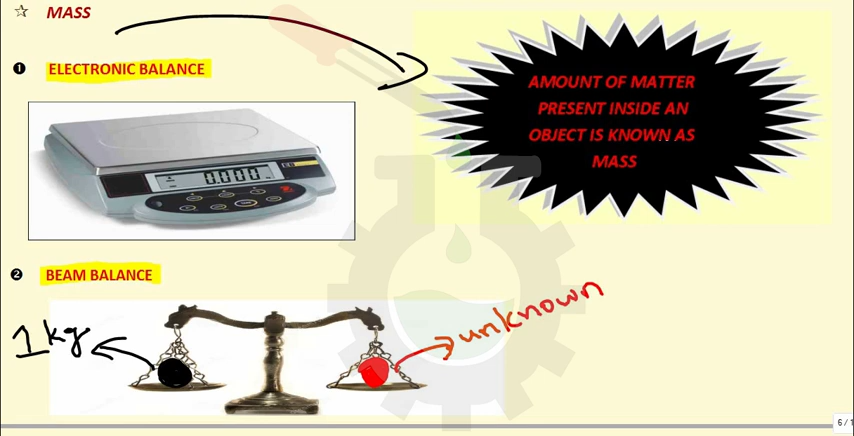 ☆ MASS
❶ ELECTRONIC BALANCE
AMOUNT OF MATTER
PRESENT INSIDE AN
OBJECT IS KNOWN AS
MASS
0.000
❷ BEAM BALANCE
1kg
unknown
6 / 1